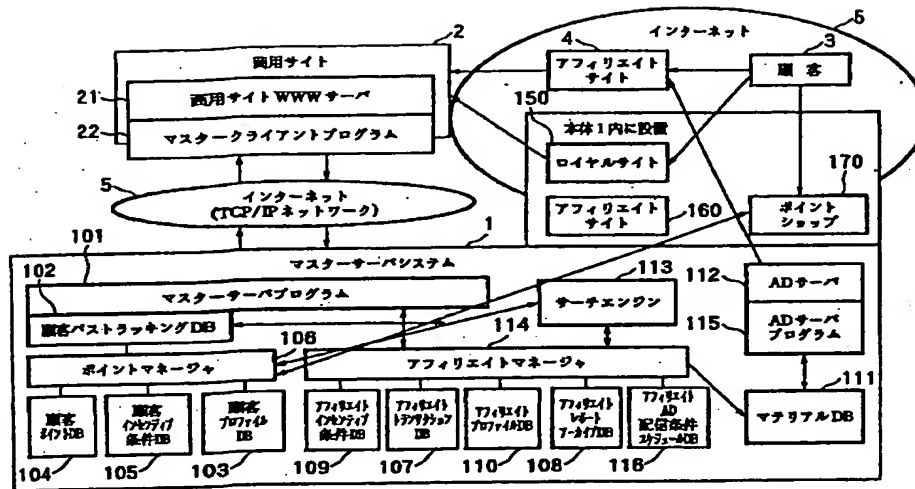 2
商用サイト
21
商用サイトWWWサーバ
22
マスタークライアントプログラム
5
インターネット
(TCP/IPネットワーク)
インターネット
5
4
アフィリエイト
サイト
3
顧客
150
本体1内に設置
ロイヤルサイト
アフィリエイト
サイト
160
170
ポイント
ショップ
1
マスターサーバシステム
101
マスターサーバプログラム
102
顧客パストラッキングDB
113
サーチエンジン
112
ADサーバ
115
ADサーバ
プログラム
106
ポイントマネージャ
114
アフィリエイトマネージャ
111
マテリアルDB
顧客
ポイントDB
104
顧客
インセンティブ
条件DB
105
顧客
プロファイル
DB
103
アフィリエイト
インセンティブ
条件DB
109
アフィリエイト
トランザクションDB
107
アフィリエイト
プロファイルDB
110
アフィリエイト
レポート
アーカイブDB
108
アフィリエイト
AD
配信条件
スケジュールDB
116